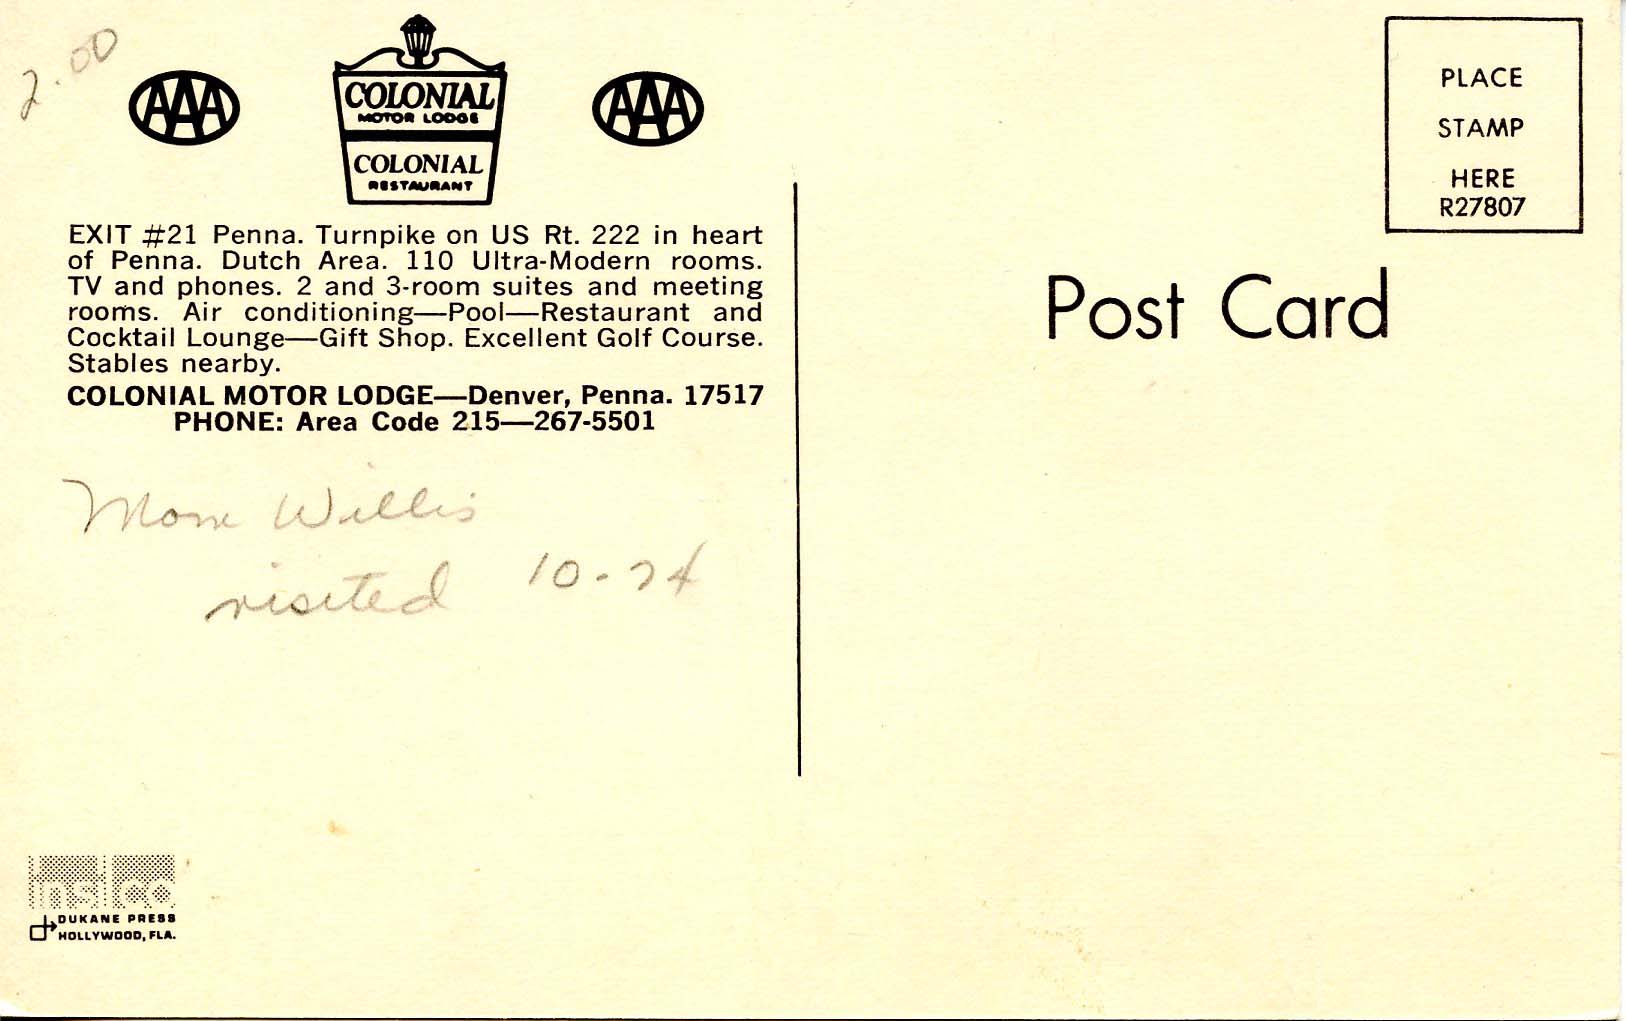 2.00
AAA
COLONIAL
MOTOR LODGE
COLONIAL
RESTAURANT
AAA
EXIT #21 Penna. Turnpike on US Rt. 222 in heart
of Penna. Dutch Area. 110 Ultra-Modern rooms.
TV and phones. 2 and 3-room suites and meeting
rooms. Air conditioning—Pool—Restaurant and
Cocktail Lounge—Gift Shop. Excellent Golf Course.
Stables nearby.
COLONIAL MOTOR LODGE—Denver, Penna. 17517
PHONE: Area Code 215—267-5501
Mom Willis
visited 10-74
DUKANE PRESS
HOLLYWOOD, FLA.
PLACE
STAMP
HERE
R27807
Post Card